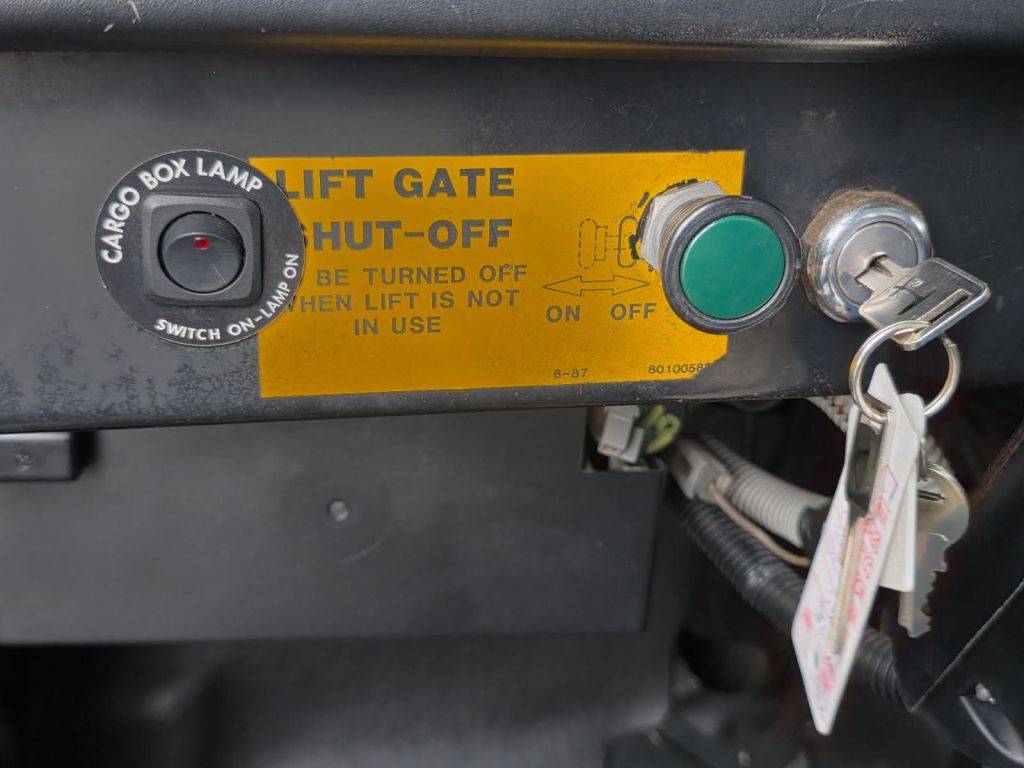 CARGO BOX LAMP
SWITCH ON-LAMP ON
LIFT GATE
SHUT-OFF
BE TURNED OFF
WHEN LIFT IS NOT
IN USE
ON OFF
6-87
8010058